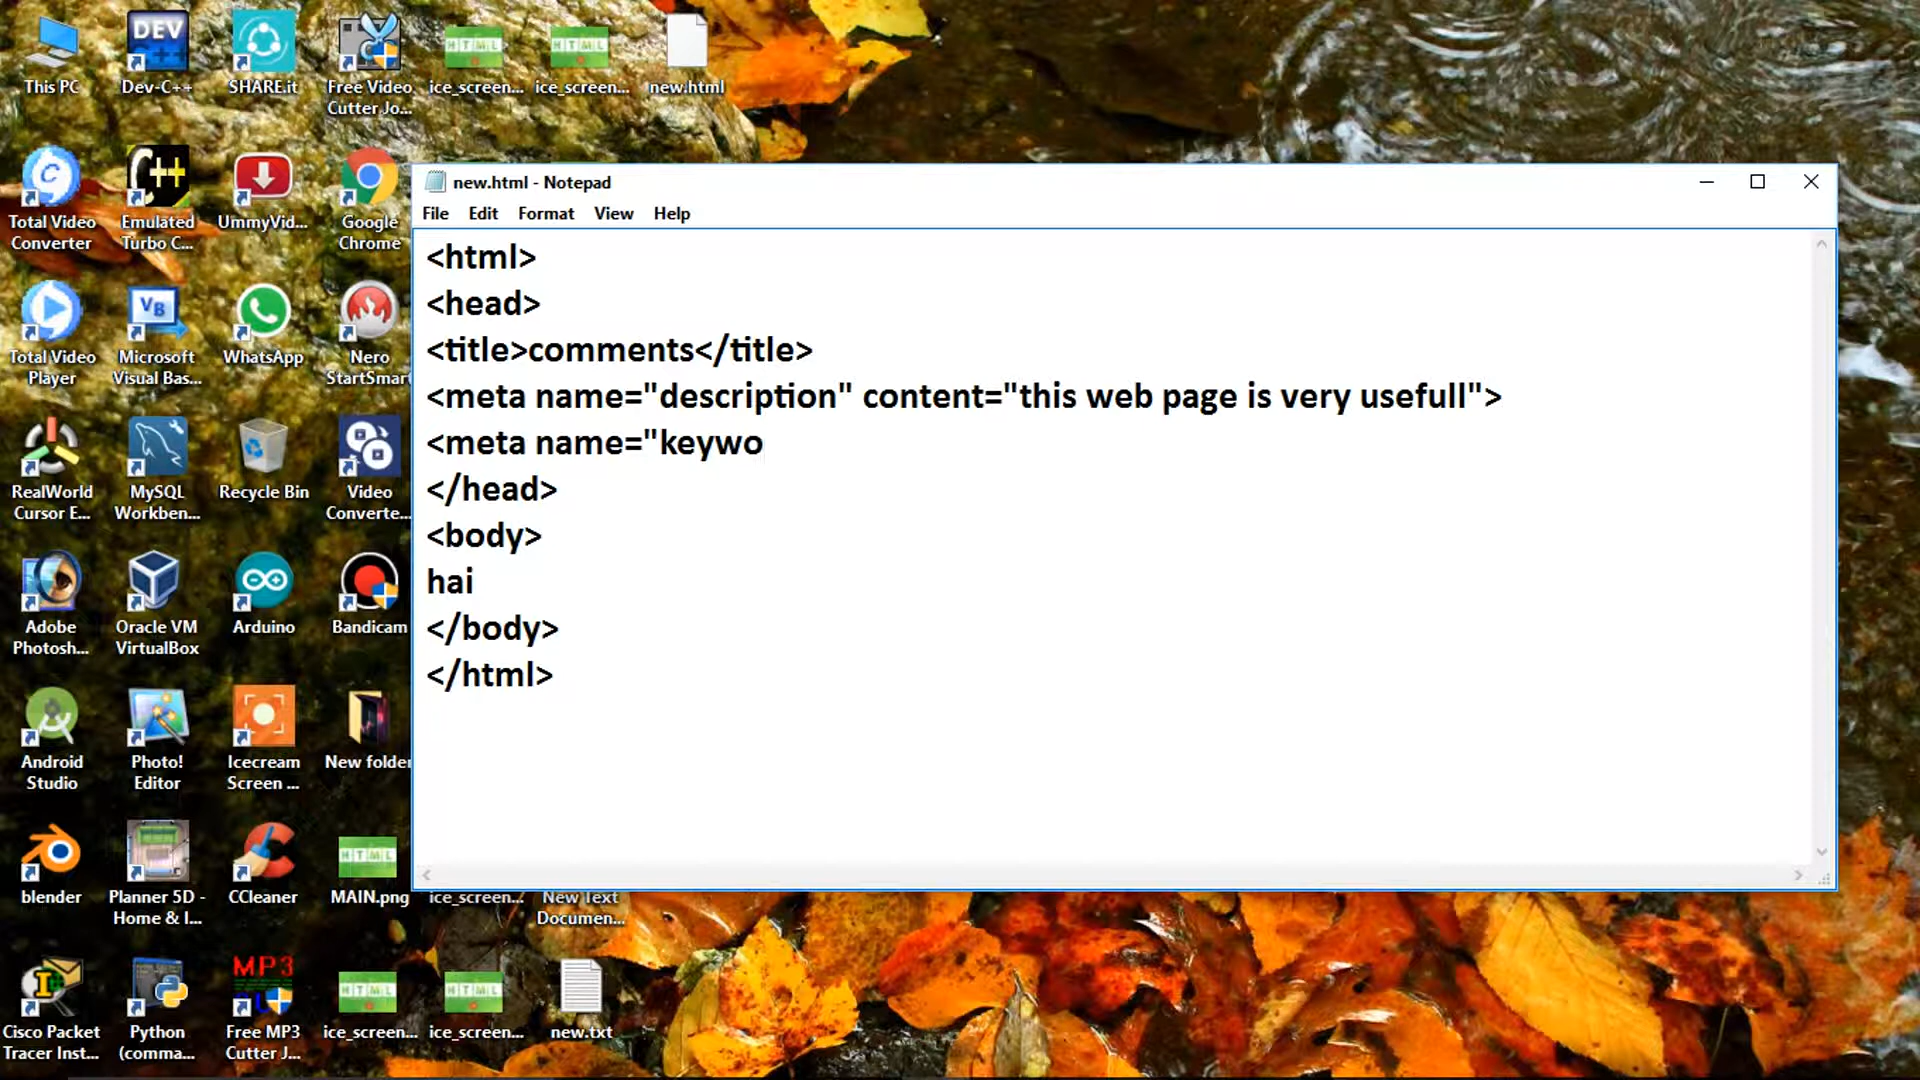 This PC
Dev-C++
SHARE.it
Free Video
Cutter Jo...
ice_screen...
ice_screen...
new.html
Total Video
Converter
Emulated
Turbo C...
UmmyVid...
Google
Chrome
Total Video
Player
Microsoft
Visual Bas...
WhatsApp
Nero
StartSmart
RealWorld
Cursor E...
MySQL
Workben...
Recycle Bin
Video
Converte...
Adobe
Photosh...
Oracle VM
VirtualBox
Arduino
Bandicam
Android
Studio
Photo!
Editor
Icecream
Screen ...
New folder
blender
Planner 5D -
Home & I...
CCleaner
MAIN.png
ice_screen...
New Text
Documen...
Cisco Packet
Tracer Inst...
Python
(comma...
Free MP3
Cutter J...
ice_screen...
ice_screen...
new.txt
new.html - Notepad
File Edit Format View Help
<html>
<head>
<title>comments</title>
<meta name="description" content="this web page is very usefull">
<meta name="keywo
</head>
<body>
hai
</body>
</html>